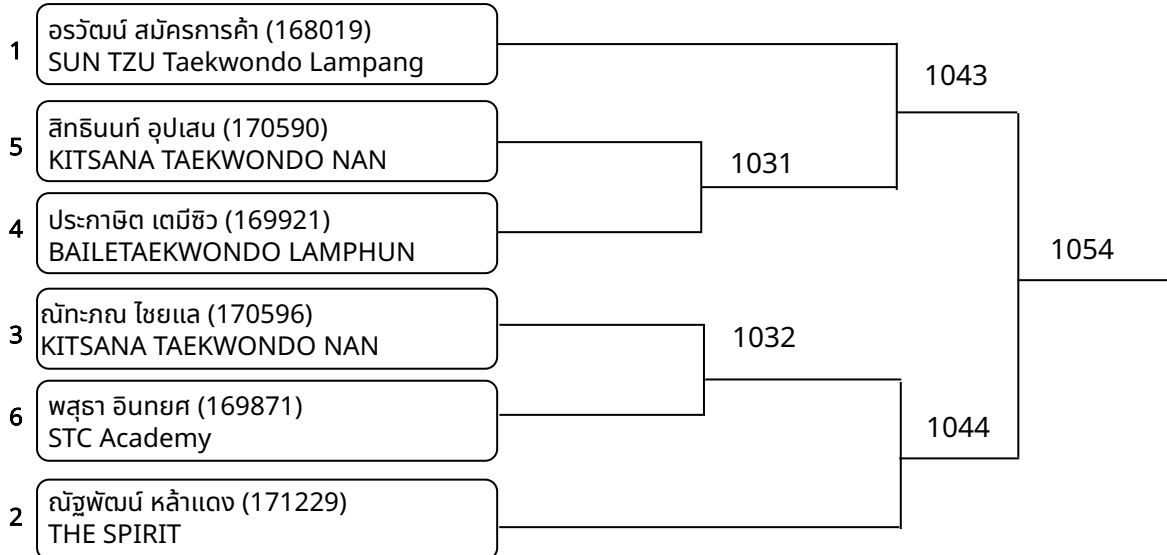 1
อรวัฒน์ สมัครการค้า (168019)
SUN TZU Taekwondo Lampang
1043
5
สิทธินนท์ อุปเสน (170590)
KITSANA TAEKWONDO NAN
1031
4
ประกาษิต เตมีซิว (169921)
BAILETAEKWONDO LAMPHUN
1054
3
ณัทะภณ ไชยแล (170596)
KITSANA TAEKWONDO NAN
1032
6
พสุธา อินทยศ (169871)
STC Academy
1044
2
ณัฐพัฒน์ หล้าแดง (171229)
THE SPIRIT